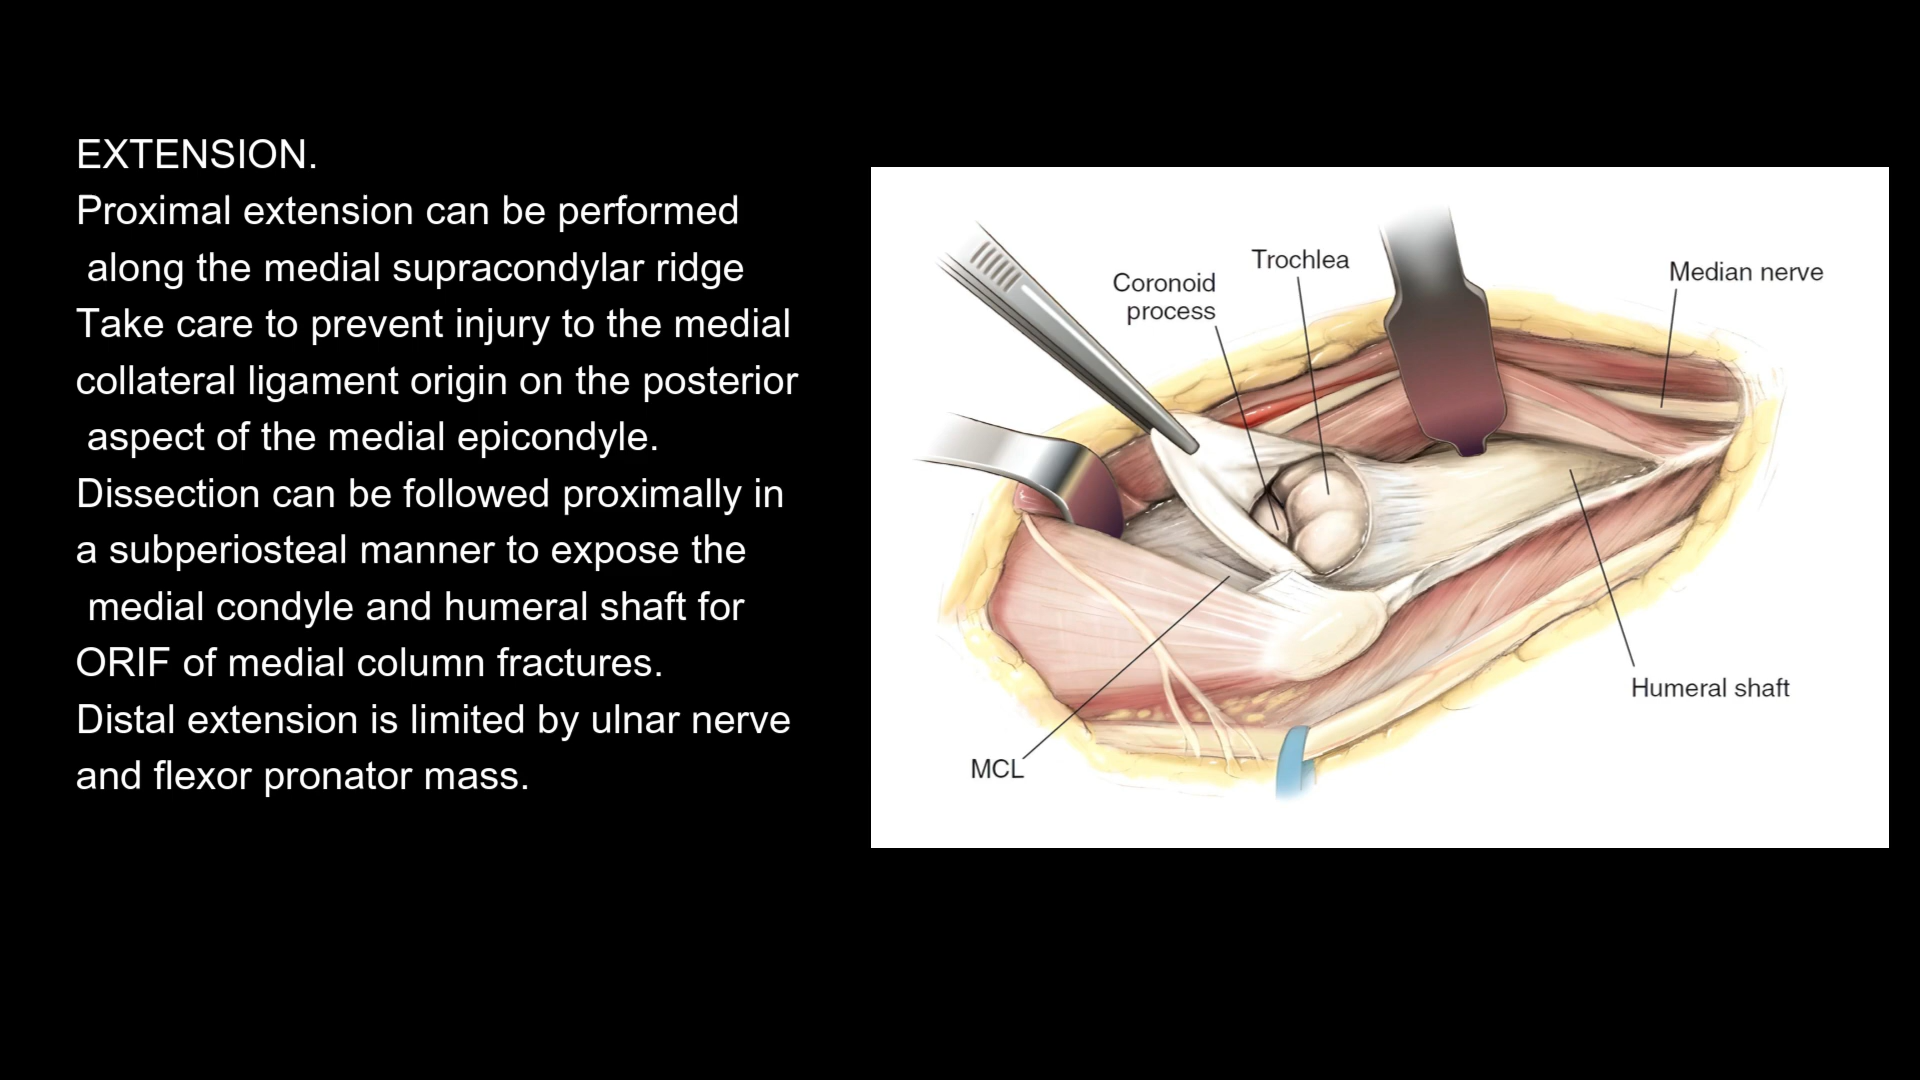 EXTENSION.
Proximal extension can be performed
along the medial supracondylar ridge
Take care to prevent injury to the medial
collateral ligament origin on the posterior
aspect of the medial epicondyle.
Dissection can be followed proximally in
a subperiosteal manner to expose the
medial condyle and humeral shaft for
ORIF of medial column fractures.
Distal extension is limited by ulnar nerve
and flexor pronator mass.
Trochlea
Coronoid
process
Median nerve
Humeral shaft
MCL